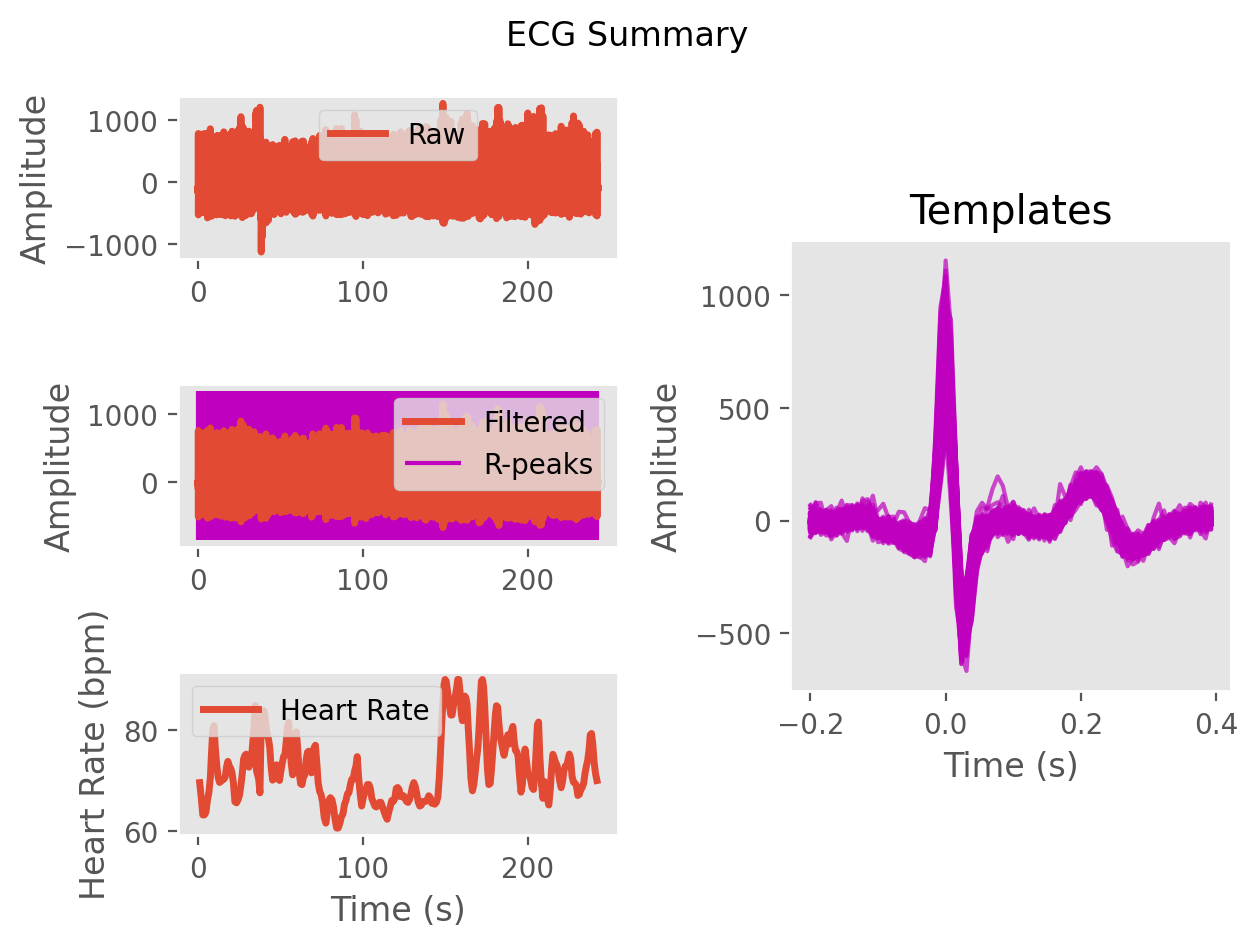 ECG Summary
Amplitude
1000
0
−1000
Raw
0
100
200
Amplitude
1000
0
Filtered
R-peaks
0
100
200
Heart Rate (bpm)
80
60
Heart Rate
0
100
200
Time (s)
Templates
Amplitude
1000
500
0
−500
−0.2
0.0
0.2
0.4
Time (s)